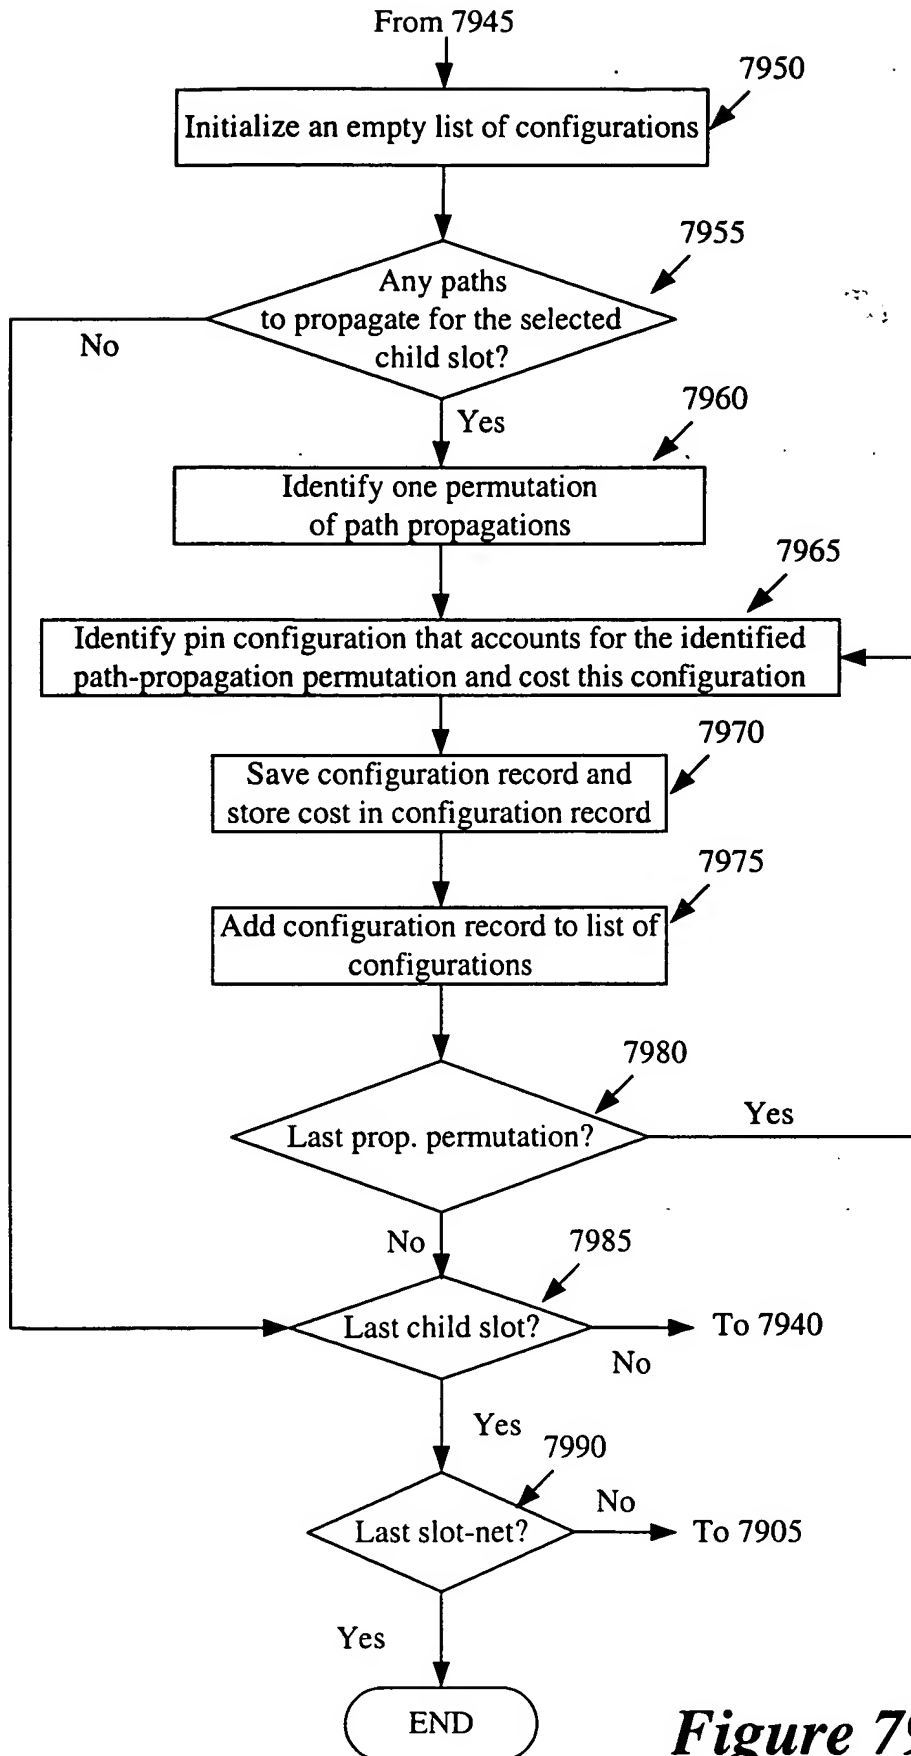 From 7945
7950
Initialize an empty list of configurations
7955
Any paths
to propagate for the selected
child slot?
No
7960
Yes
Identify one permutation
of path propagations
7965
Identify pin configuration that accounts for the identified
path-propagation permutation and cost this configuration
7970
Save configuration record and
store cost in configuration record
7975
Add configuration record to list of
configurations
7980
Yes
Last prop. permutation?
No
7985
Last child slot?
To 7940
No
Yes
7990
No
Last slot-net?
To 7905
Yes
END
Figure 79